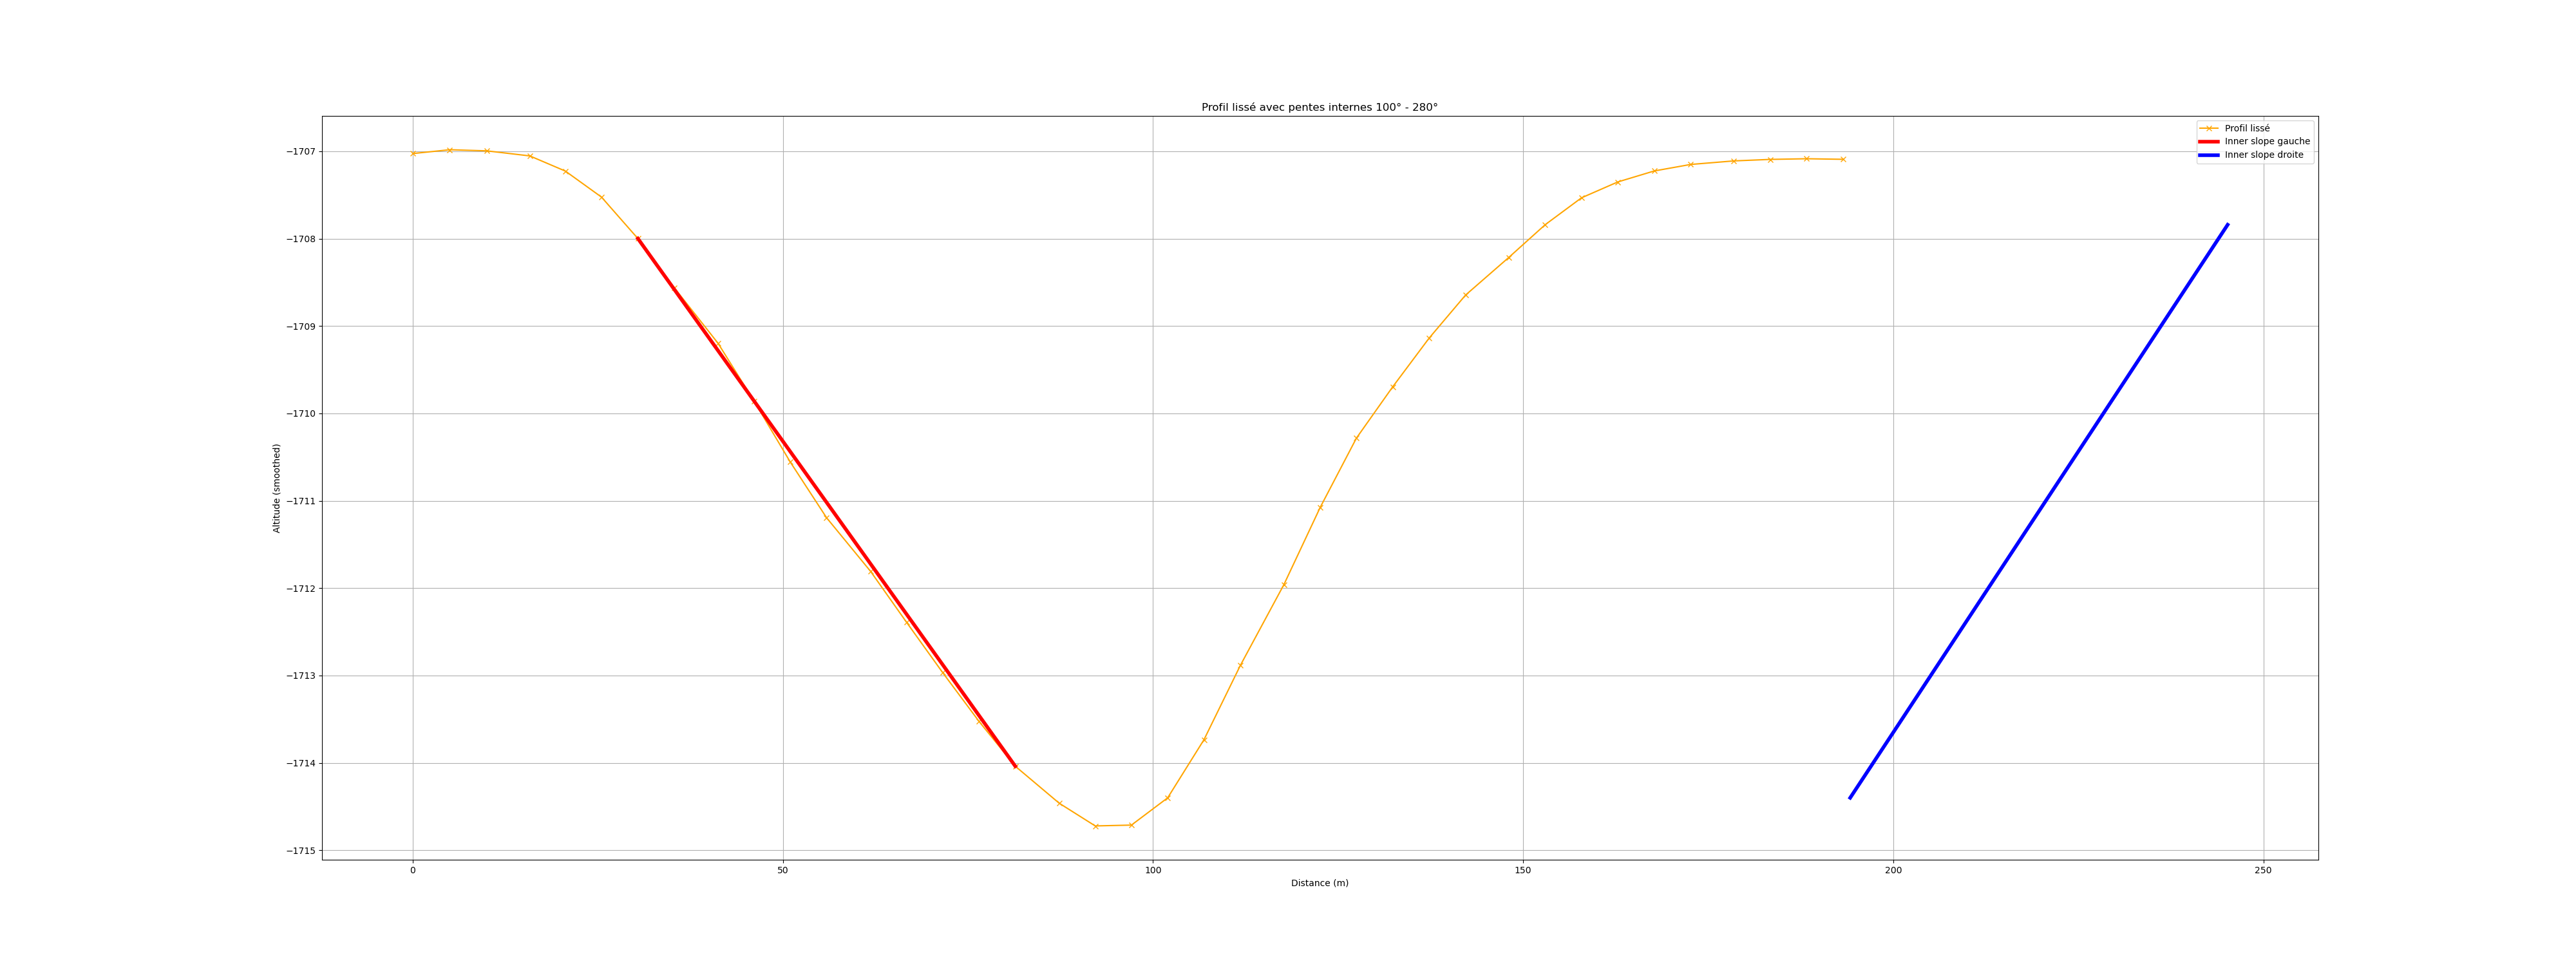 Profil lissé avec pentes internes 100° - 280°
Profil lissé
Inner slope gauche
Inner slope droite
−1707
−1708
−1709
−1710
−1711
−1712
−1713
−1714
−1715
Altitude (smoothed)
0 50 100 150 200 250
Distance (m)